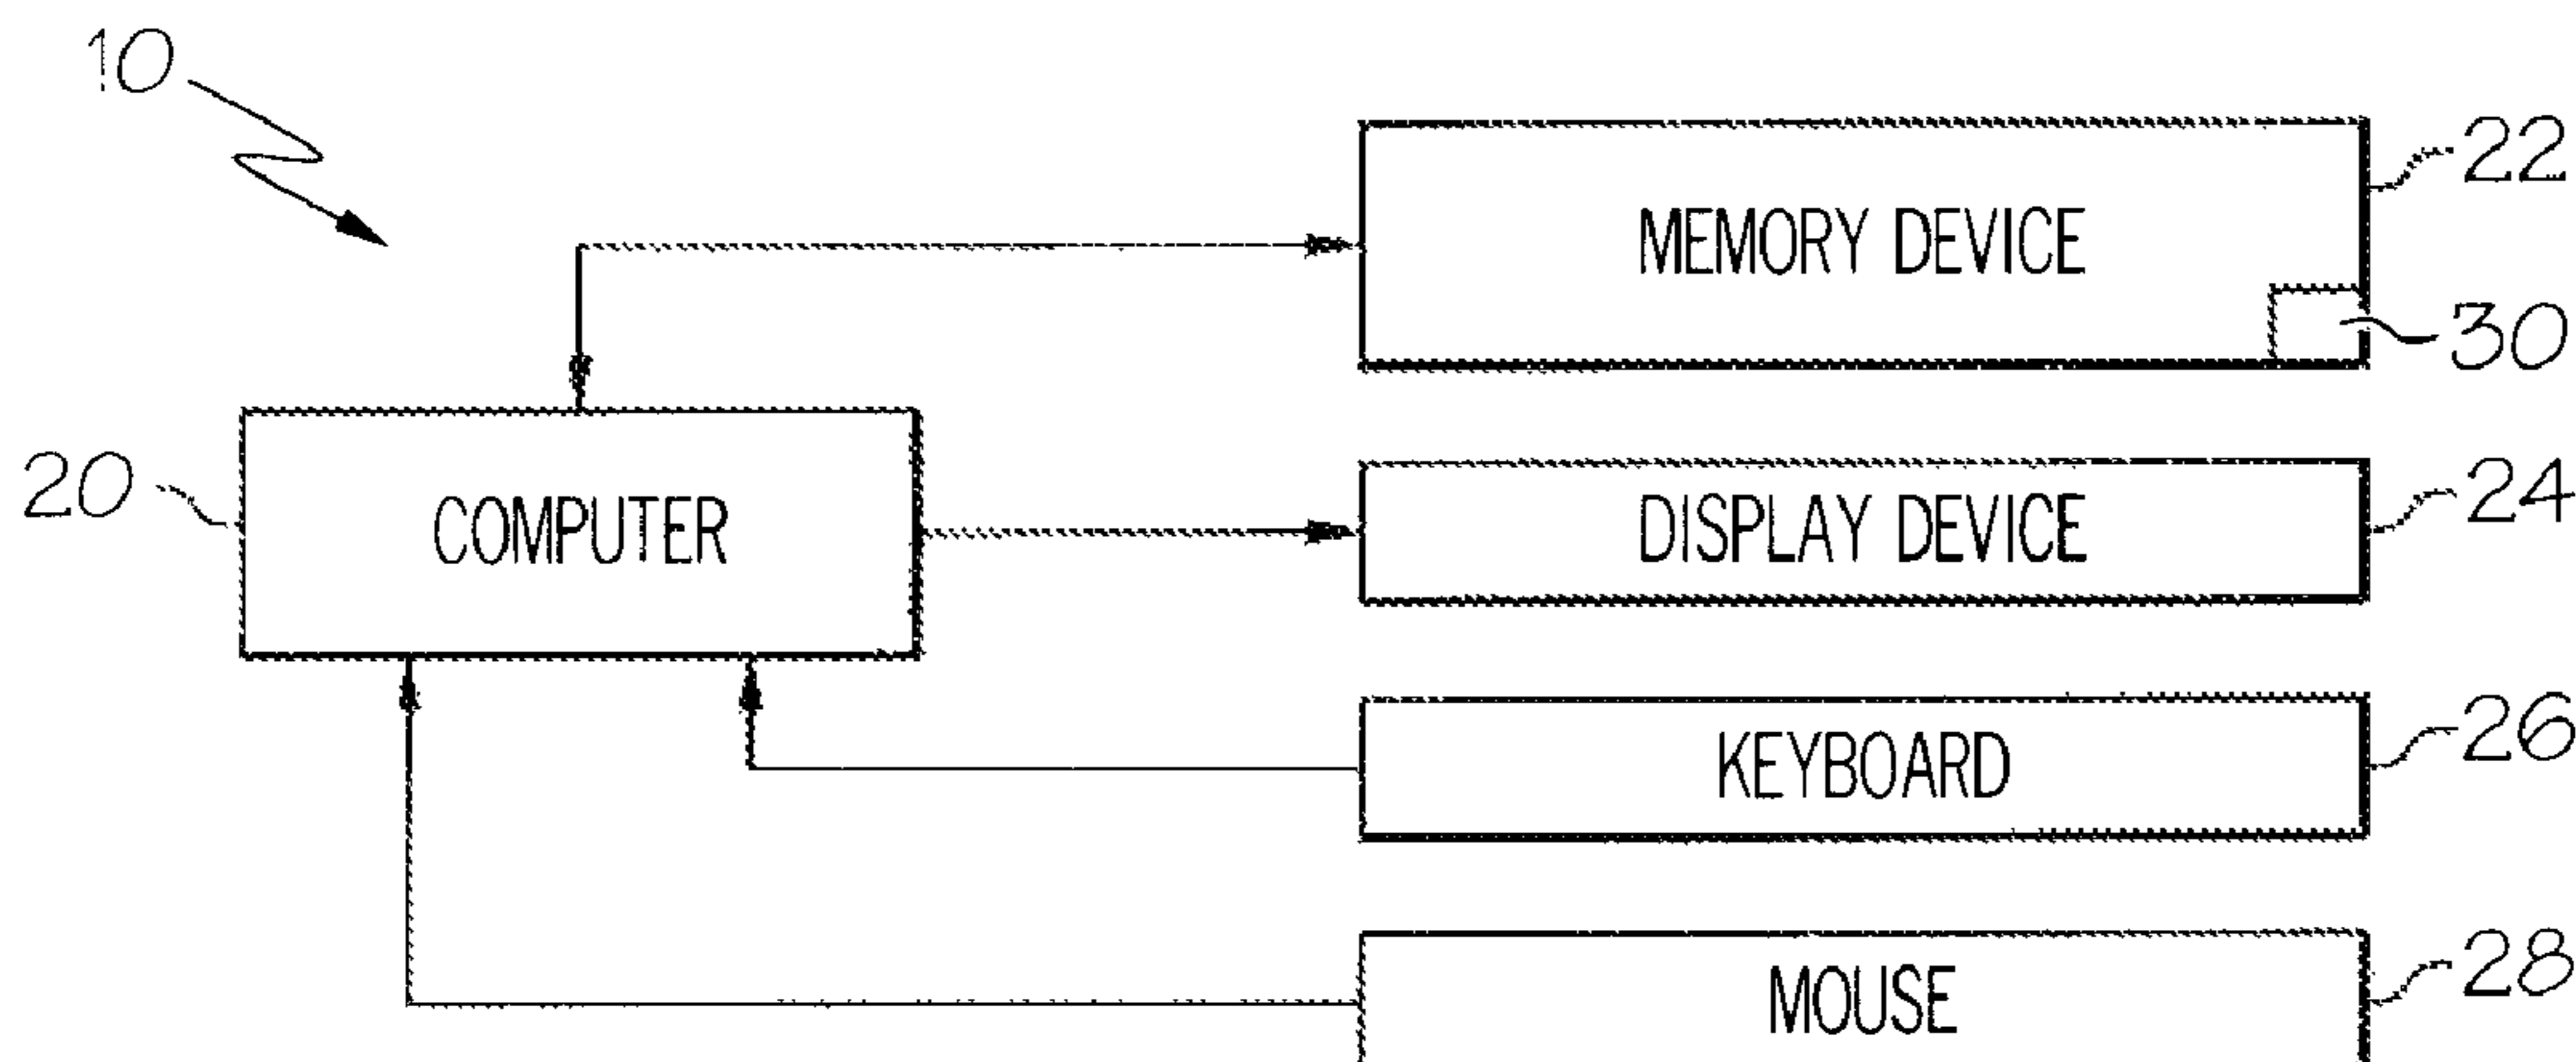 10
22
MEMORY DEVICE
30
20
COMPUTER
24
DISPLAY DEVICE
26
KEYBOARD
28
MOUSE